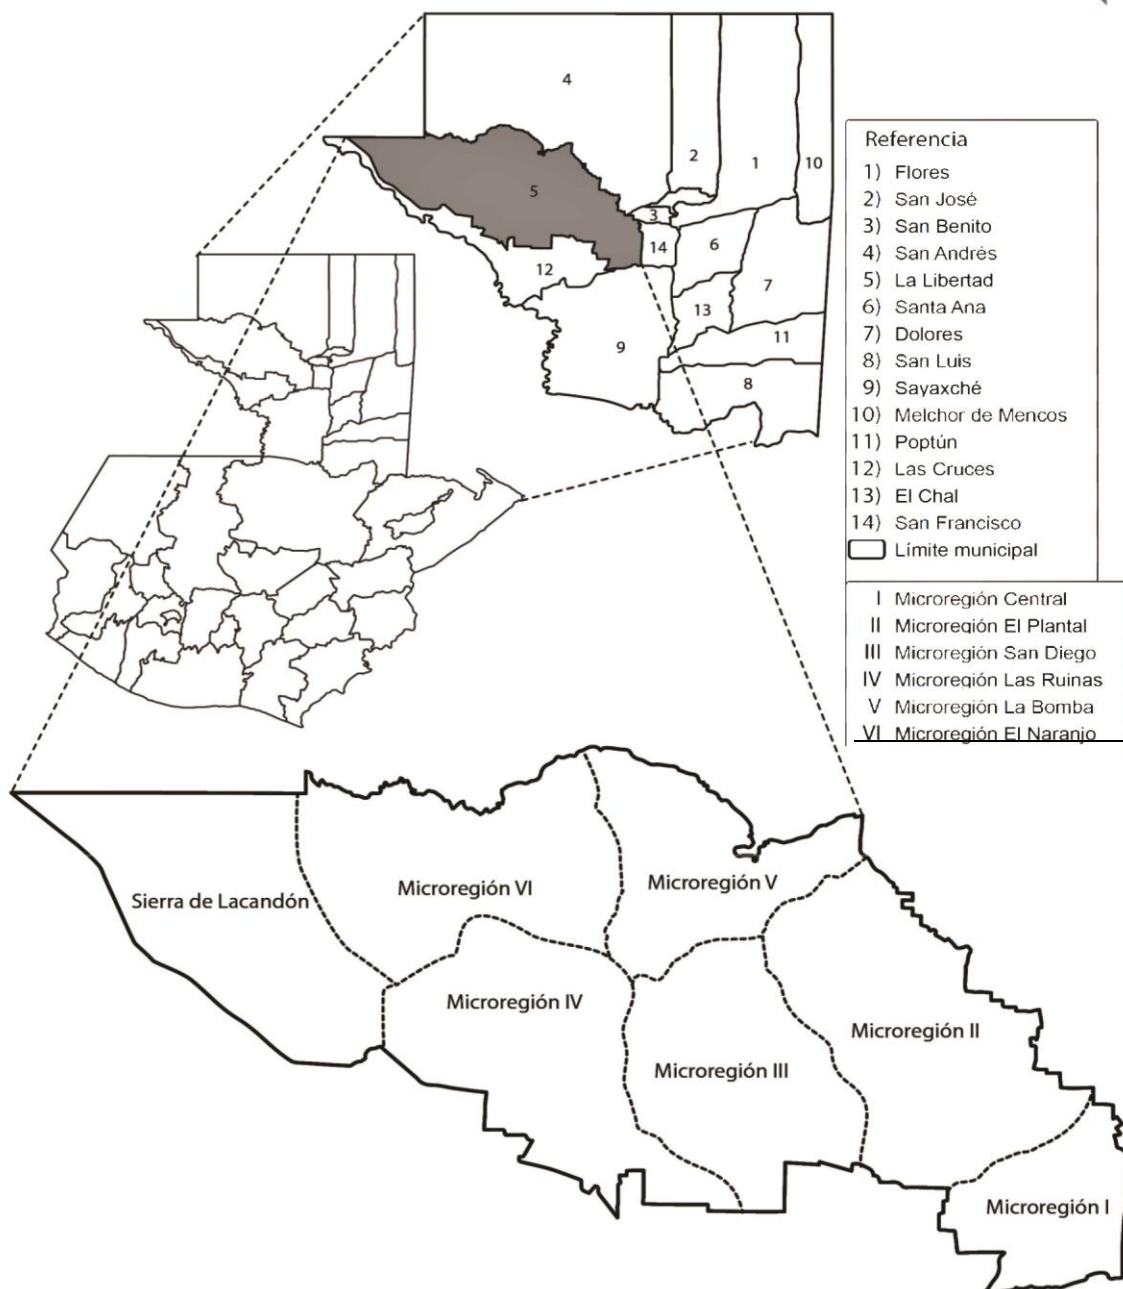 4
2
1
10
5
3
14
6
12
7
13
11
9
8
Referencia
1) Flores
2) San José
3) San Benito
4) San Andrés
5) La Libertad
6) Santa Ana
7) Dolores
8) San Luis
9) Sayaxché
10) Melchor de Mencos
11) Poptún
12) Las Cruces
13) El Chal
14) San Francisco
Límite municipal
I Microregión Central
II Microregión El Plantal
III Microregión San Diego
IV Microregión Las Ruinas
V Microregión La Bomba
VI Microregión El Naranjo
Sierra de Lacandón
Microregión VI
Microregión V
Microregión IV
Microregión III
Microregión II
Microregión I